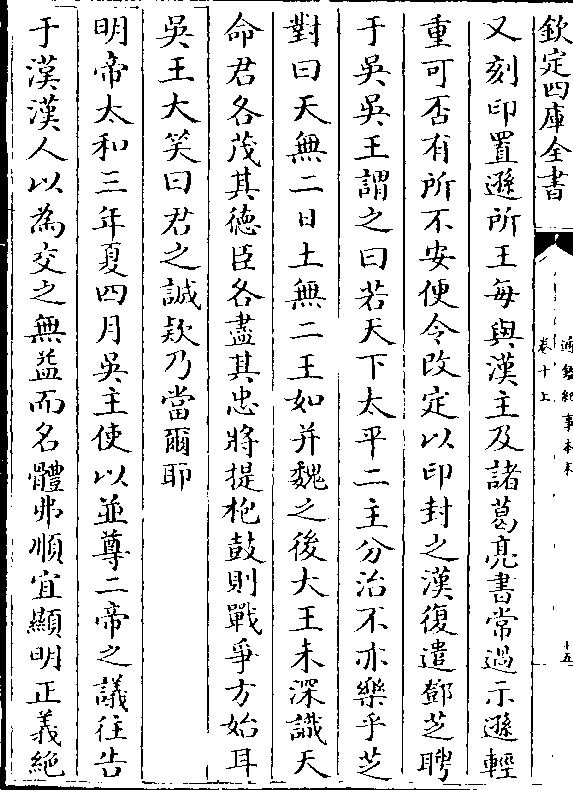 欽定四庫全書
通鑑紀事本末
卷十上
十五
又刻印置遜所王每與漢主及諸葛亮書常過示遜輕
重可否有所不安便令改定以印封之漢復遣鄧芝聘
于吳吳王謂之曰若天下太平二主分治不亦樂乎芝
對曰天無二日土無二王如并魏之後大王未深識天
命君各茂其德臣各盡其忠將提枹鼓則戰爭方始耳
吳王大笑曰君之誠欵乃當爾耶
明帝太和三年夏四月吳主使以並尊二帝之議往告
于漢漢人以為交之無益而名體弗順宜顯明正義絶